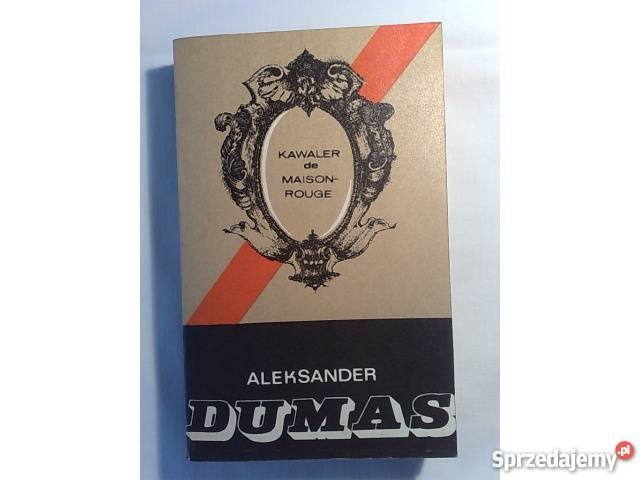 KAWALER
de
MAISON-
ROUGE
ALEKSANDER
DUMAS
Sprzedajemy.pl